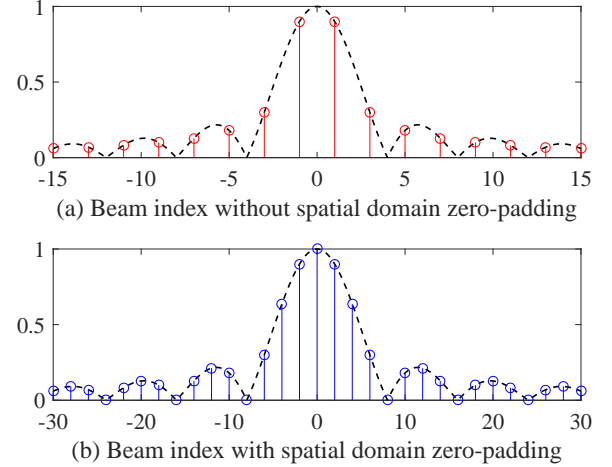 1
0.5
0
-15 -10 -5 0 5 10 15
(a) Beam index without spatial domain zero-padding
1
0.5
0
-30 -20 -10 0 10 20 30
(b) Beam index with spatial domain zero-padding